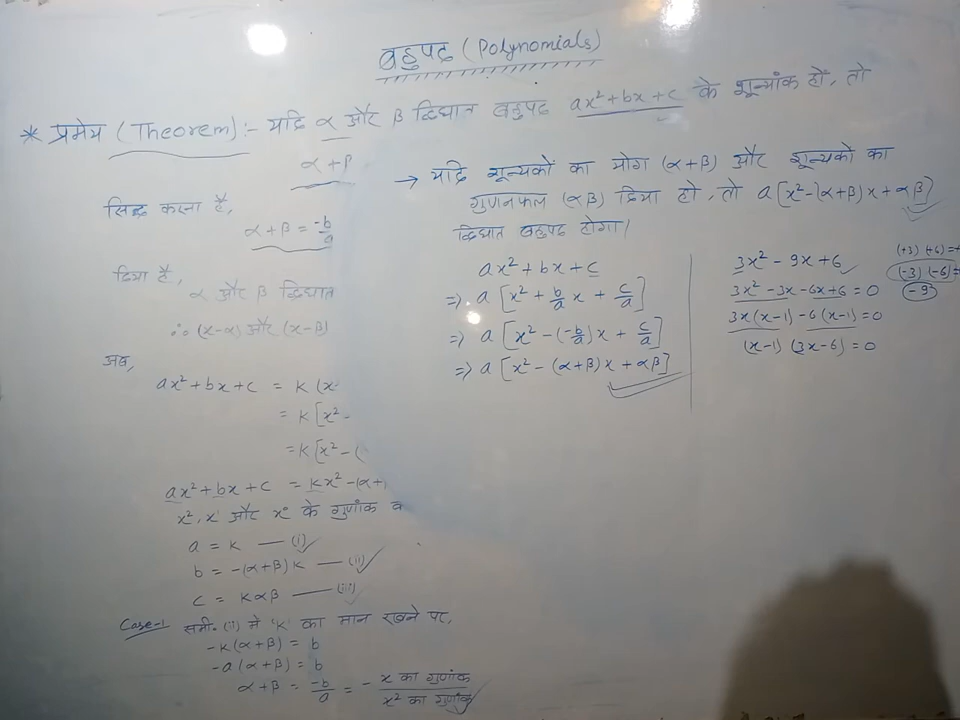 बहुपद (Polynomials)
* प्रमेय (Theorem) :- यदि α और β द्विघात बहुपद ax² + bx + c के शून्यांक हों, तो
α + β
सिद्ध करना है,
α + β = -b/a
दिया है,
α और β द्विघात
∴ (x-α) और (x-β)
अब,
ax² + bx + c = K (x
= K [x² -
= K [x² - (
ax² + bx + c = Kx² - (α +
x², x' और x° के गुणांक
a = K — (i)
b = -(α+β)K — (ii)
c = Kαβ — (iii)
Case-1 समी. (ii) में 'K' का मान रखने पर,
-K(α+β) = b
-a(α+β) = b
α+β = -b/a = - x का गुणांक / x² का गुणांक
→ यदि शून्यकों का योग (α+β) और शून्यकों का
गुणनफल (αβ) दिया हो, तो a[x²-(α+β)x + αβ]
द्विघात बहुपद होगा।
ax² + bx + c
=> a [x² + b/a x + c/a]
=> a [x² - (-b/a)x + c/a]
=> a [x² - (α+β)x + αβ]
3x² - 9x + 6
3x² - 3x - 6x + 6 = 0
3x(x-1) - 6(x-1) = 0
(x-1) (3x-6) = 0
(+3) (+6) = +
(-3) (-6) =
-9